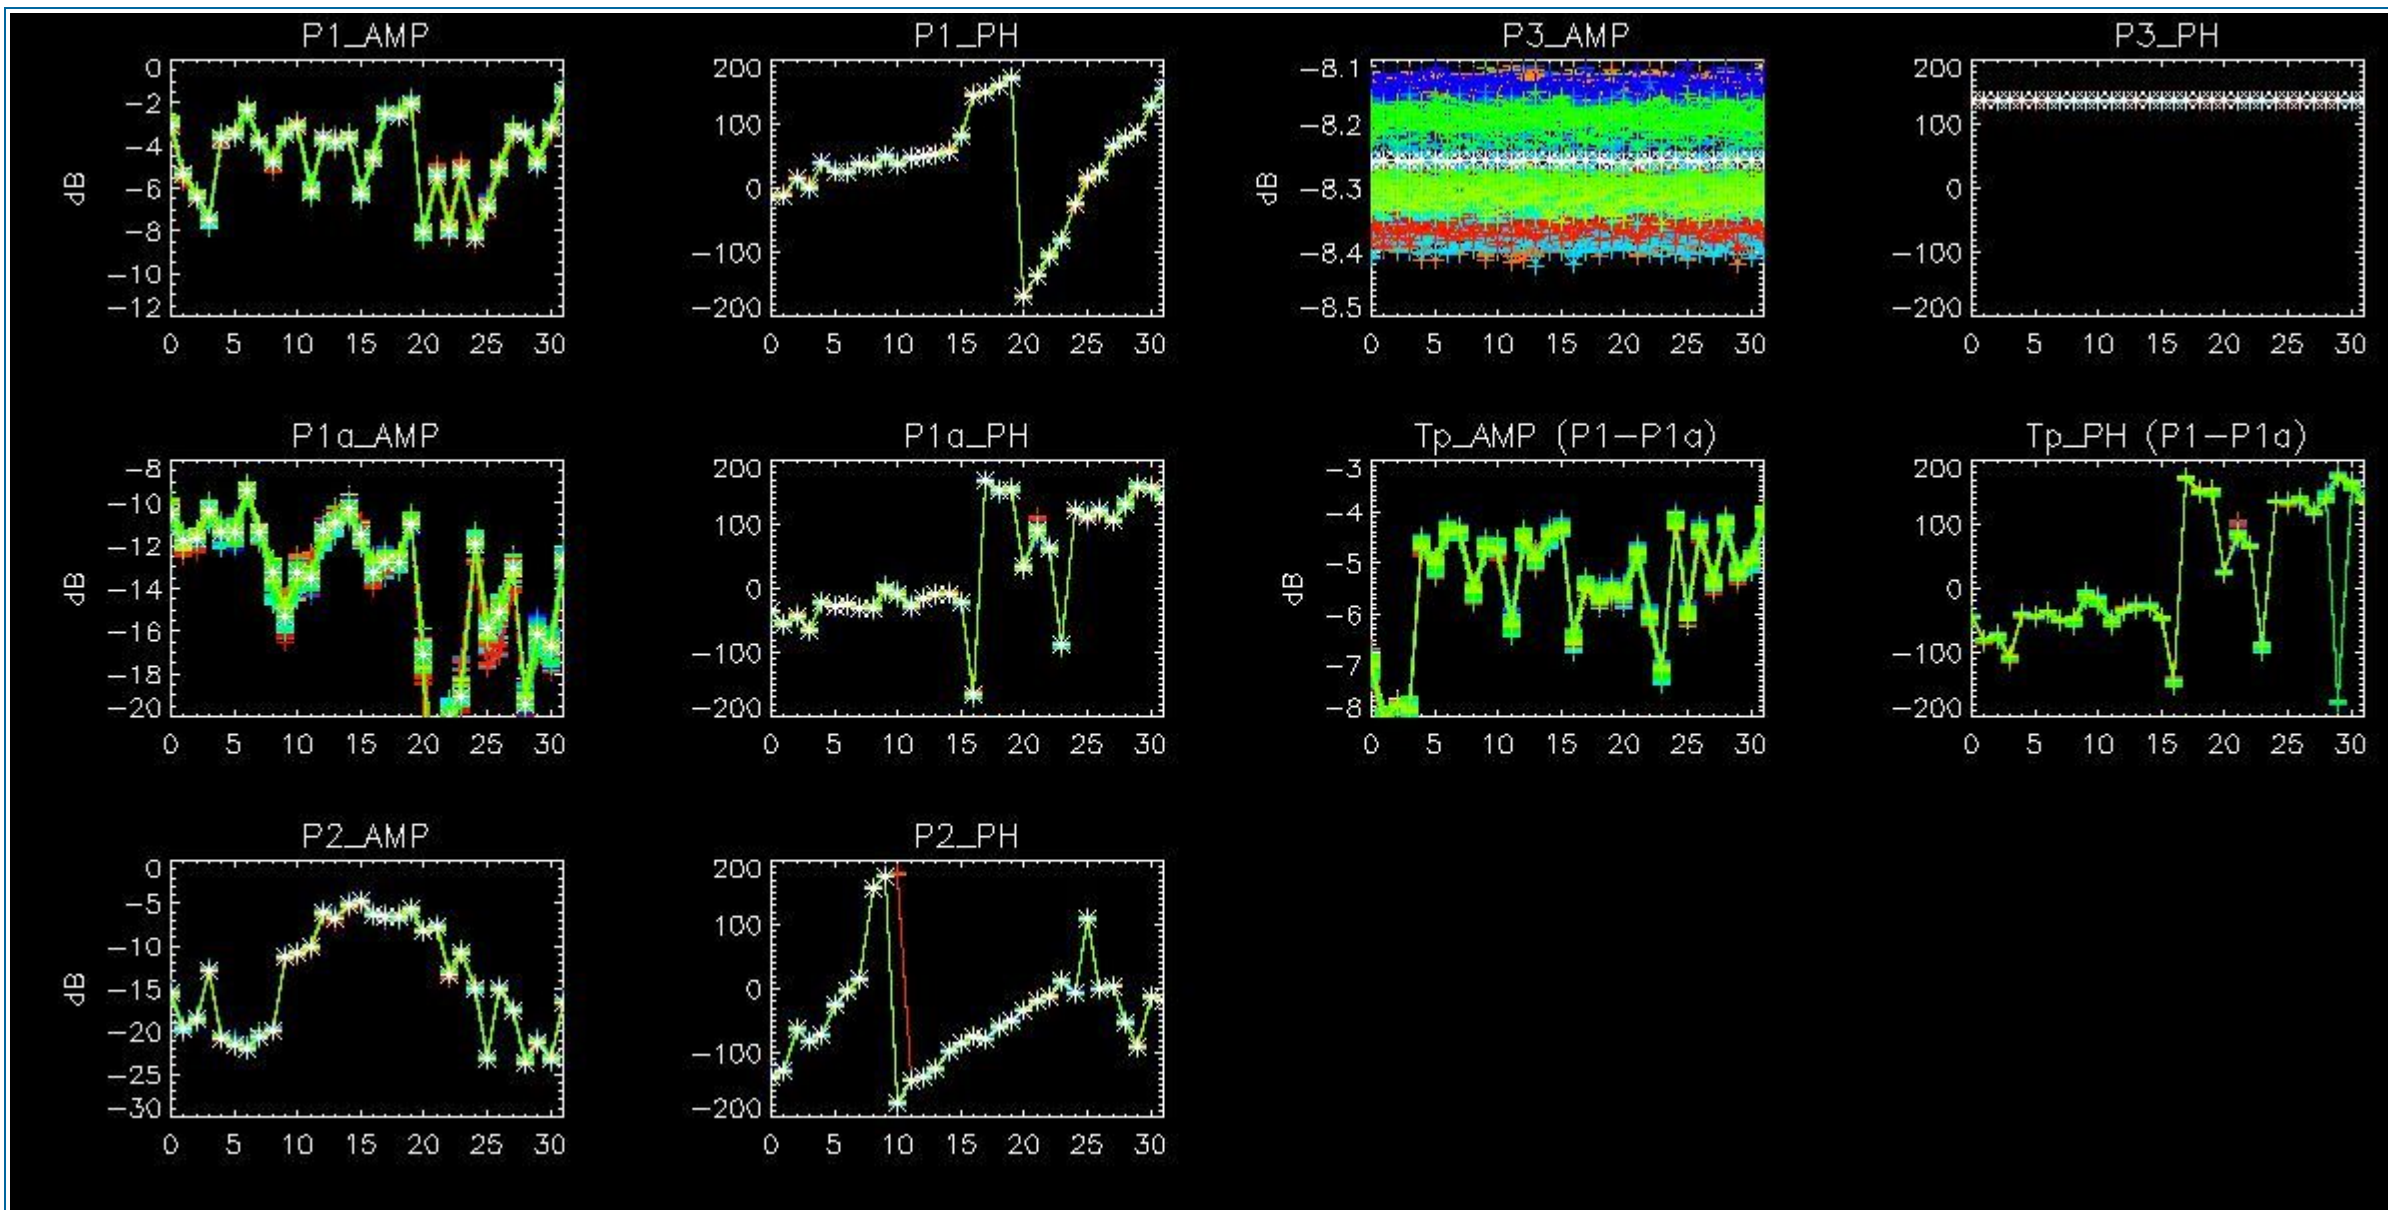 P1_AMP P1_PH P3_AMP P3_PH
0 200 -8.1 200
-2 100 -8.2 100
-4 0 -8.3 0
-6 -100 -8.4 -100
-8 -200 -8.5 -200
-10
-12
dB dB
0 5 10 15 20 25 30 0 5 10 15 20 25 30 0 5 10 15 20 25 30 0 5 10 15 20 25 30
P1a_AMP P1a_PH Tp_AMP (P1-P1a) Tp_PH (P1-P1a)
-8 200 -3 200
-10 100 -4 100
-12 0 -5 0
-14 -100 -6 -100
-16 -200 -7 -200
-18 -8
-20
dB dB
0 5 10 15 20 25 30 0 5 10 15 20 25 30 0 5 10 15 20 25 30 0 5 10 15 20 25 30
P2_AMP P2_PH
0 200
-5 100
-10 0
-15 -100
-20 -200
-25
-30
dB
0 5 10 15 20 25 30 0 5 10 15 20 25 30